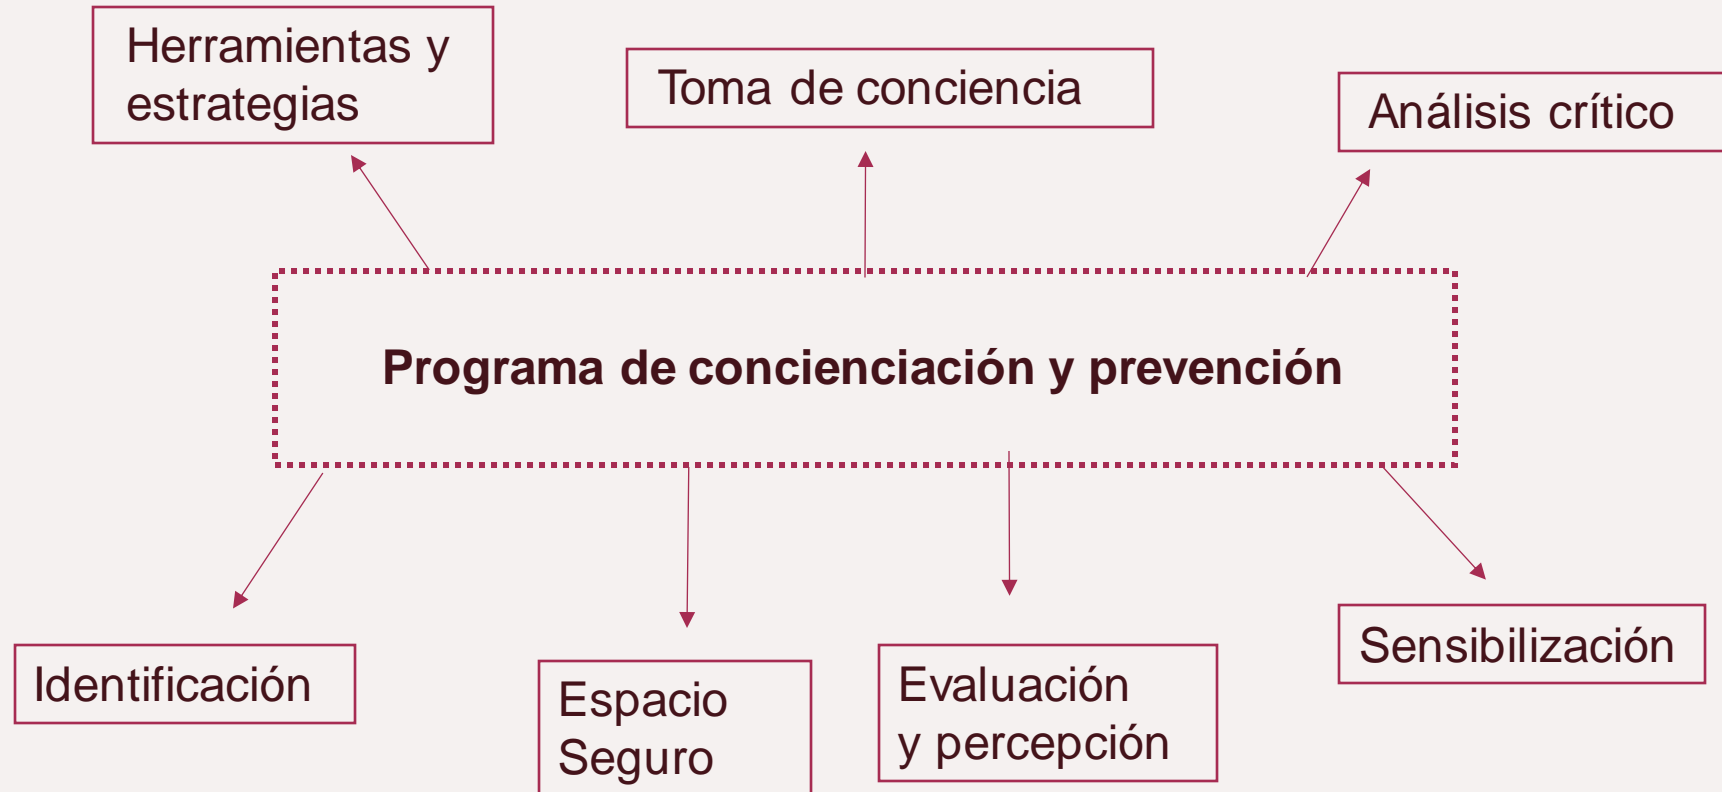 Herramientas y
estrategias
Toma de conciencia
Análisis crítico
Programa de concienciación y prevención
Identificación
Espacio
Seguro
Evaluación
y percepción
Sensibilización